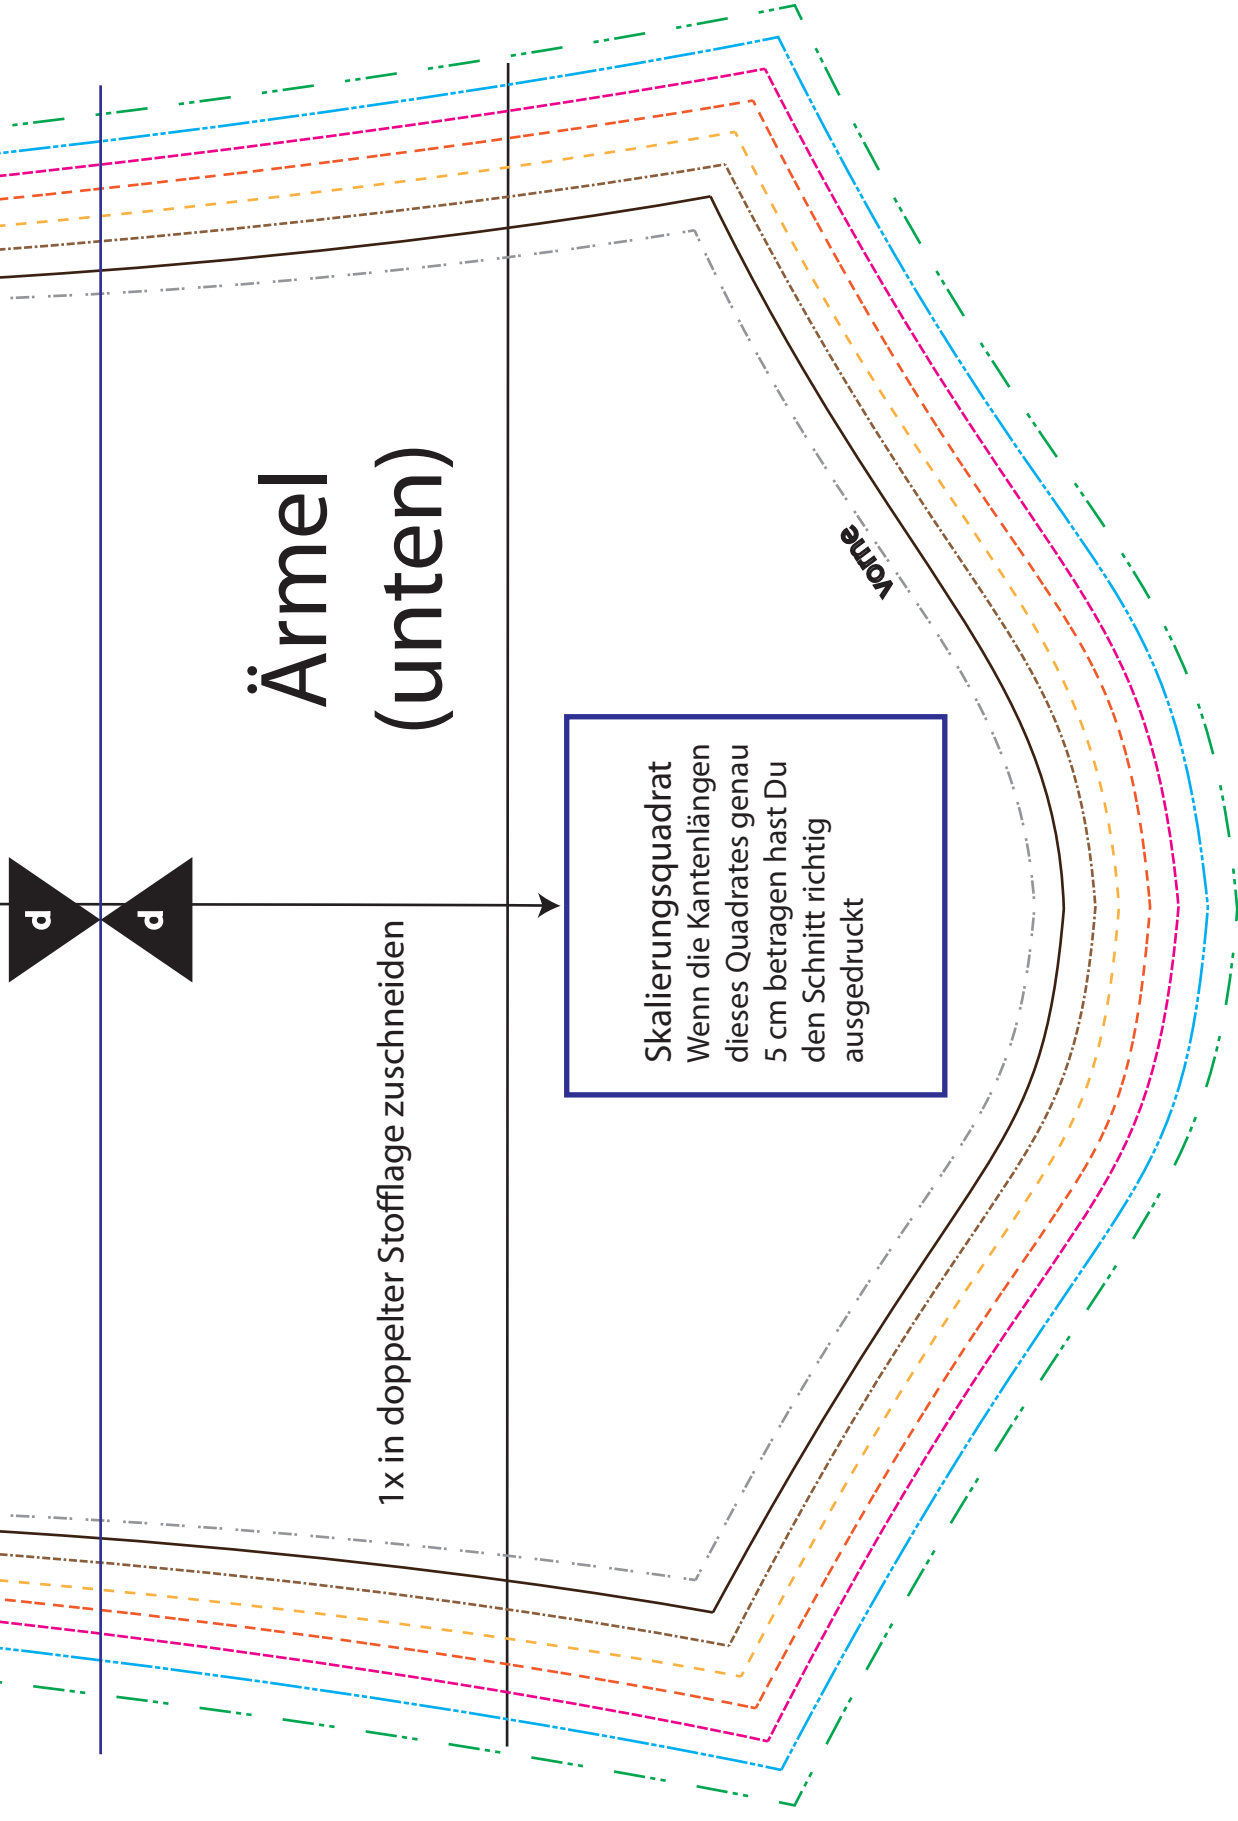 Ärmel
(unten)
1x in doppelter Stofflage zuschneiden
Skalierungsquadrat
Wenn die Kantenlängen
dieses Quadrates genau
5 cm betragen hast Du
den Schnitt richtig
ausgedruckt
vorne
d
d